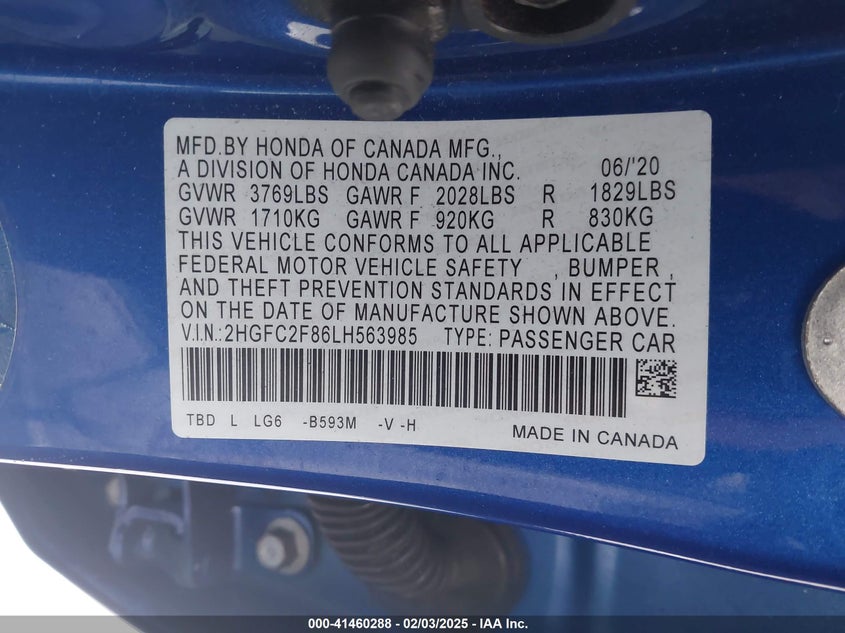 MFD.BY HONDA OF CANADA MFG.,
A DIVISION OF HONDA CANADA INC. 06/'20
GVWR 3769LBS GAWR F 2028LBS R 1829LBS
GVWR 1710KG GAWR F 920KG R 830KG
THIS VEHICLE CONFORMS TO ALL APPLICABLE
FEDERAL MOTOR VEHICLE SAFETY , BUMPER ,
AND THEFT PREVENTION STANDARDS IN EFFECT
ON THE DATE OF MANUFACTURE SHOWN ABOVE.
V.I.N.:2HGFC2F86LH563985 TYPE: PASSENGER CAR
TBD L LG6 -B593M -V -H
MADE IN CANADA
000-41460288 - 02/03/2025 - IAA Inc.